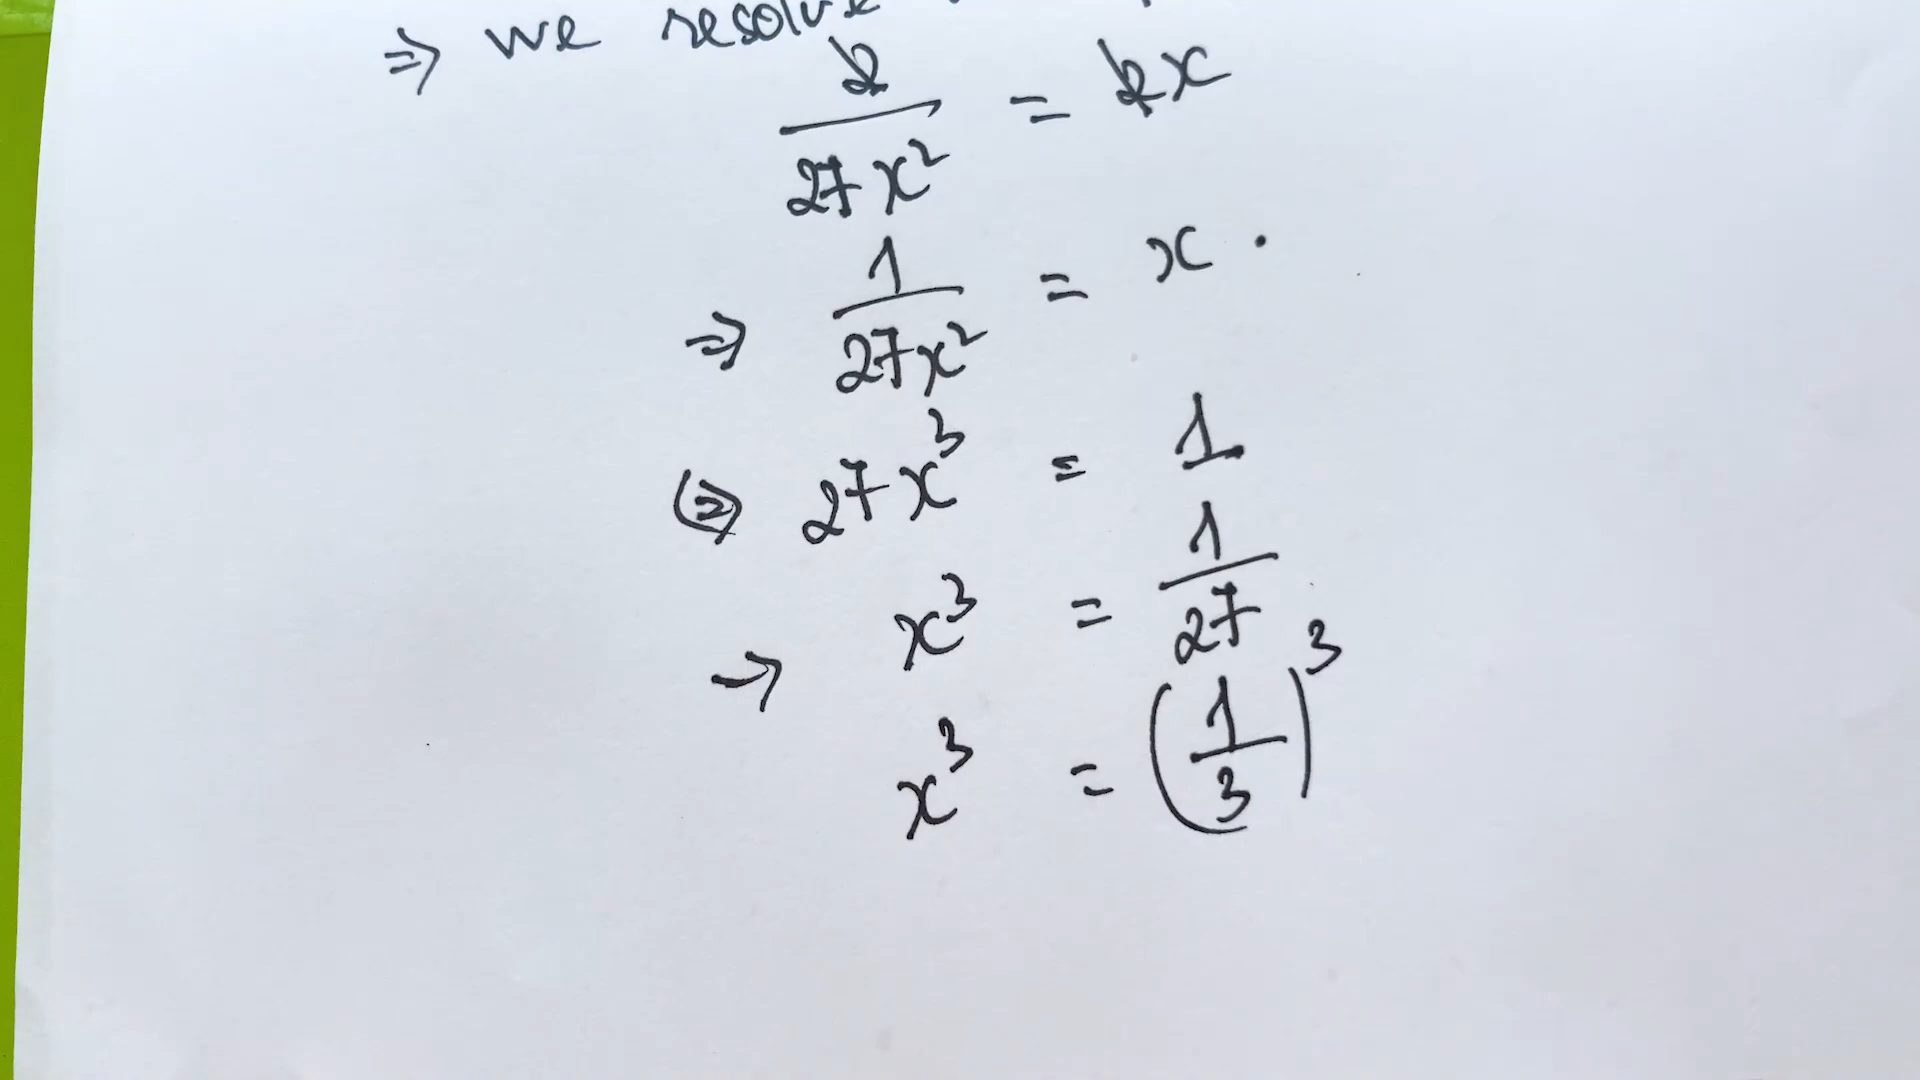 ⇒ we resolve
2/27x² = 2x
⇒ 1/27x² = x .
⇔ 27x³ = 1
→ x³ = 1/27
x³ = (1/3)³